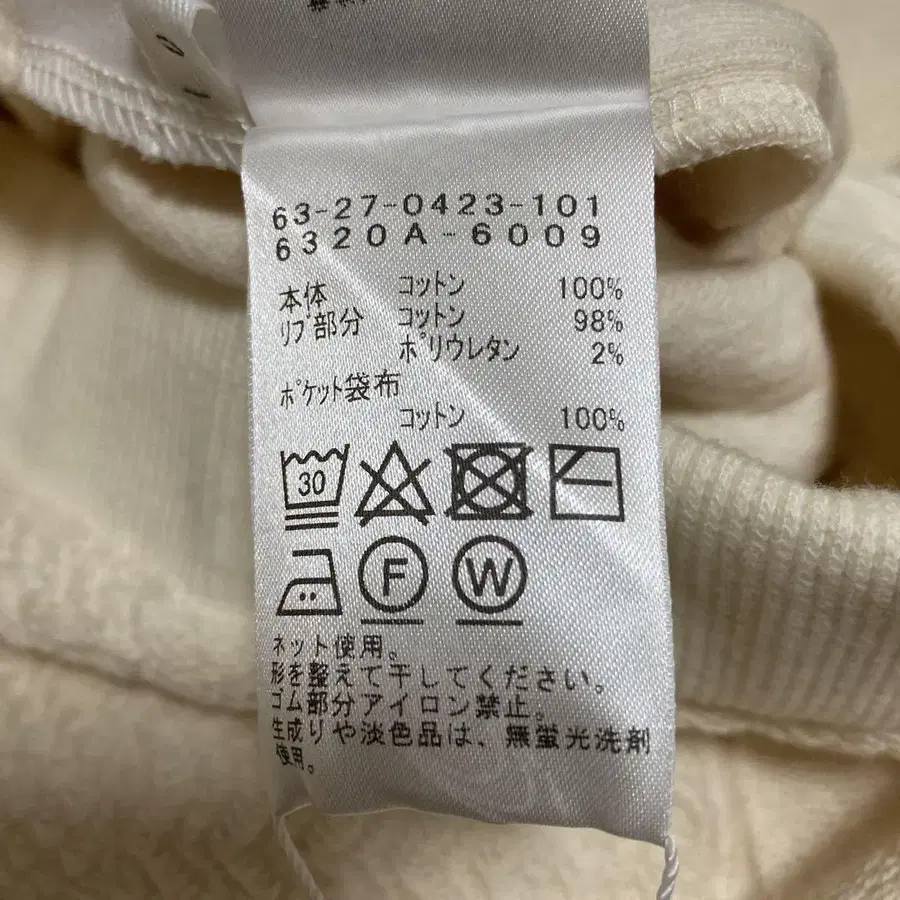 63-27-0423-101
6320A-6009
本体 コットン 100%
リブ部分 コットン 98%
ポリウレタン 2%
ポケット袋布
コットン 100%
30
F W
ネット使用。
形を整えて干してください。
ゴム部分アイロン禁止。
生成りや淡色品は、無蛍光洗剤
使用。